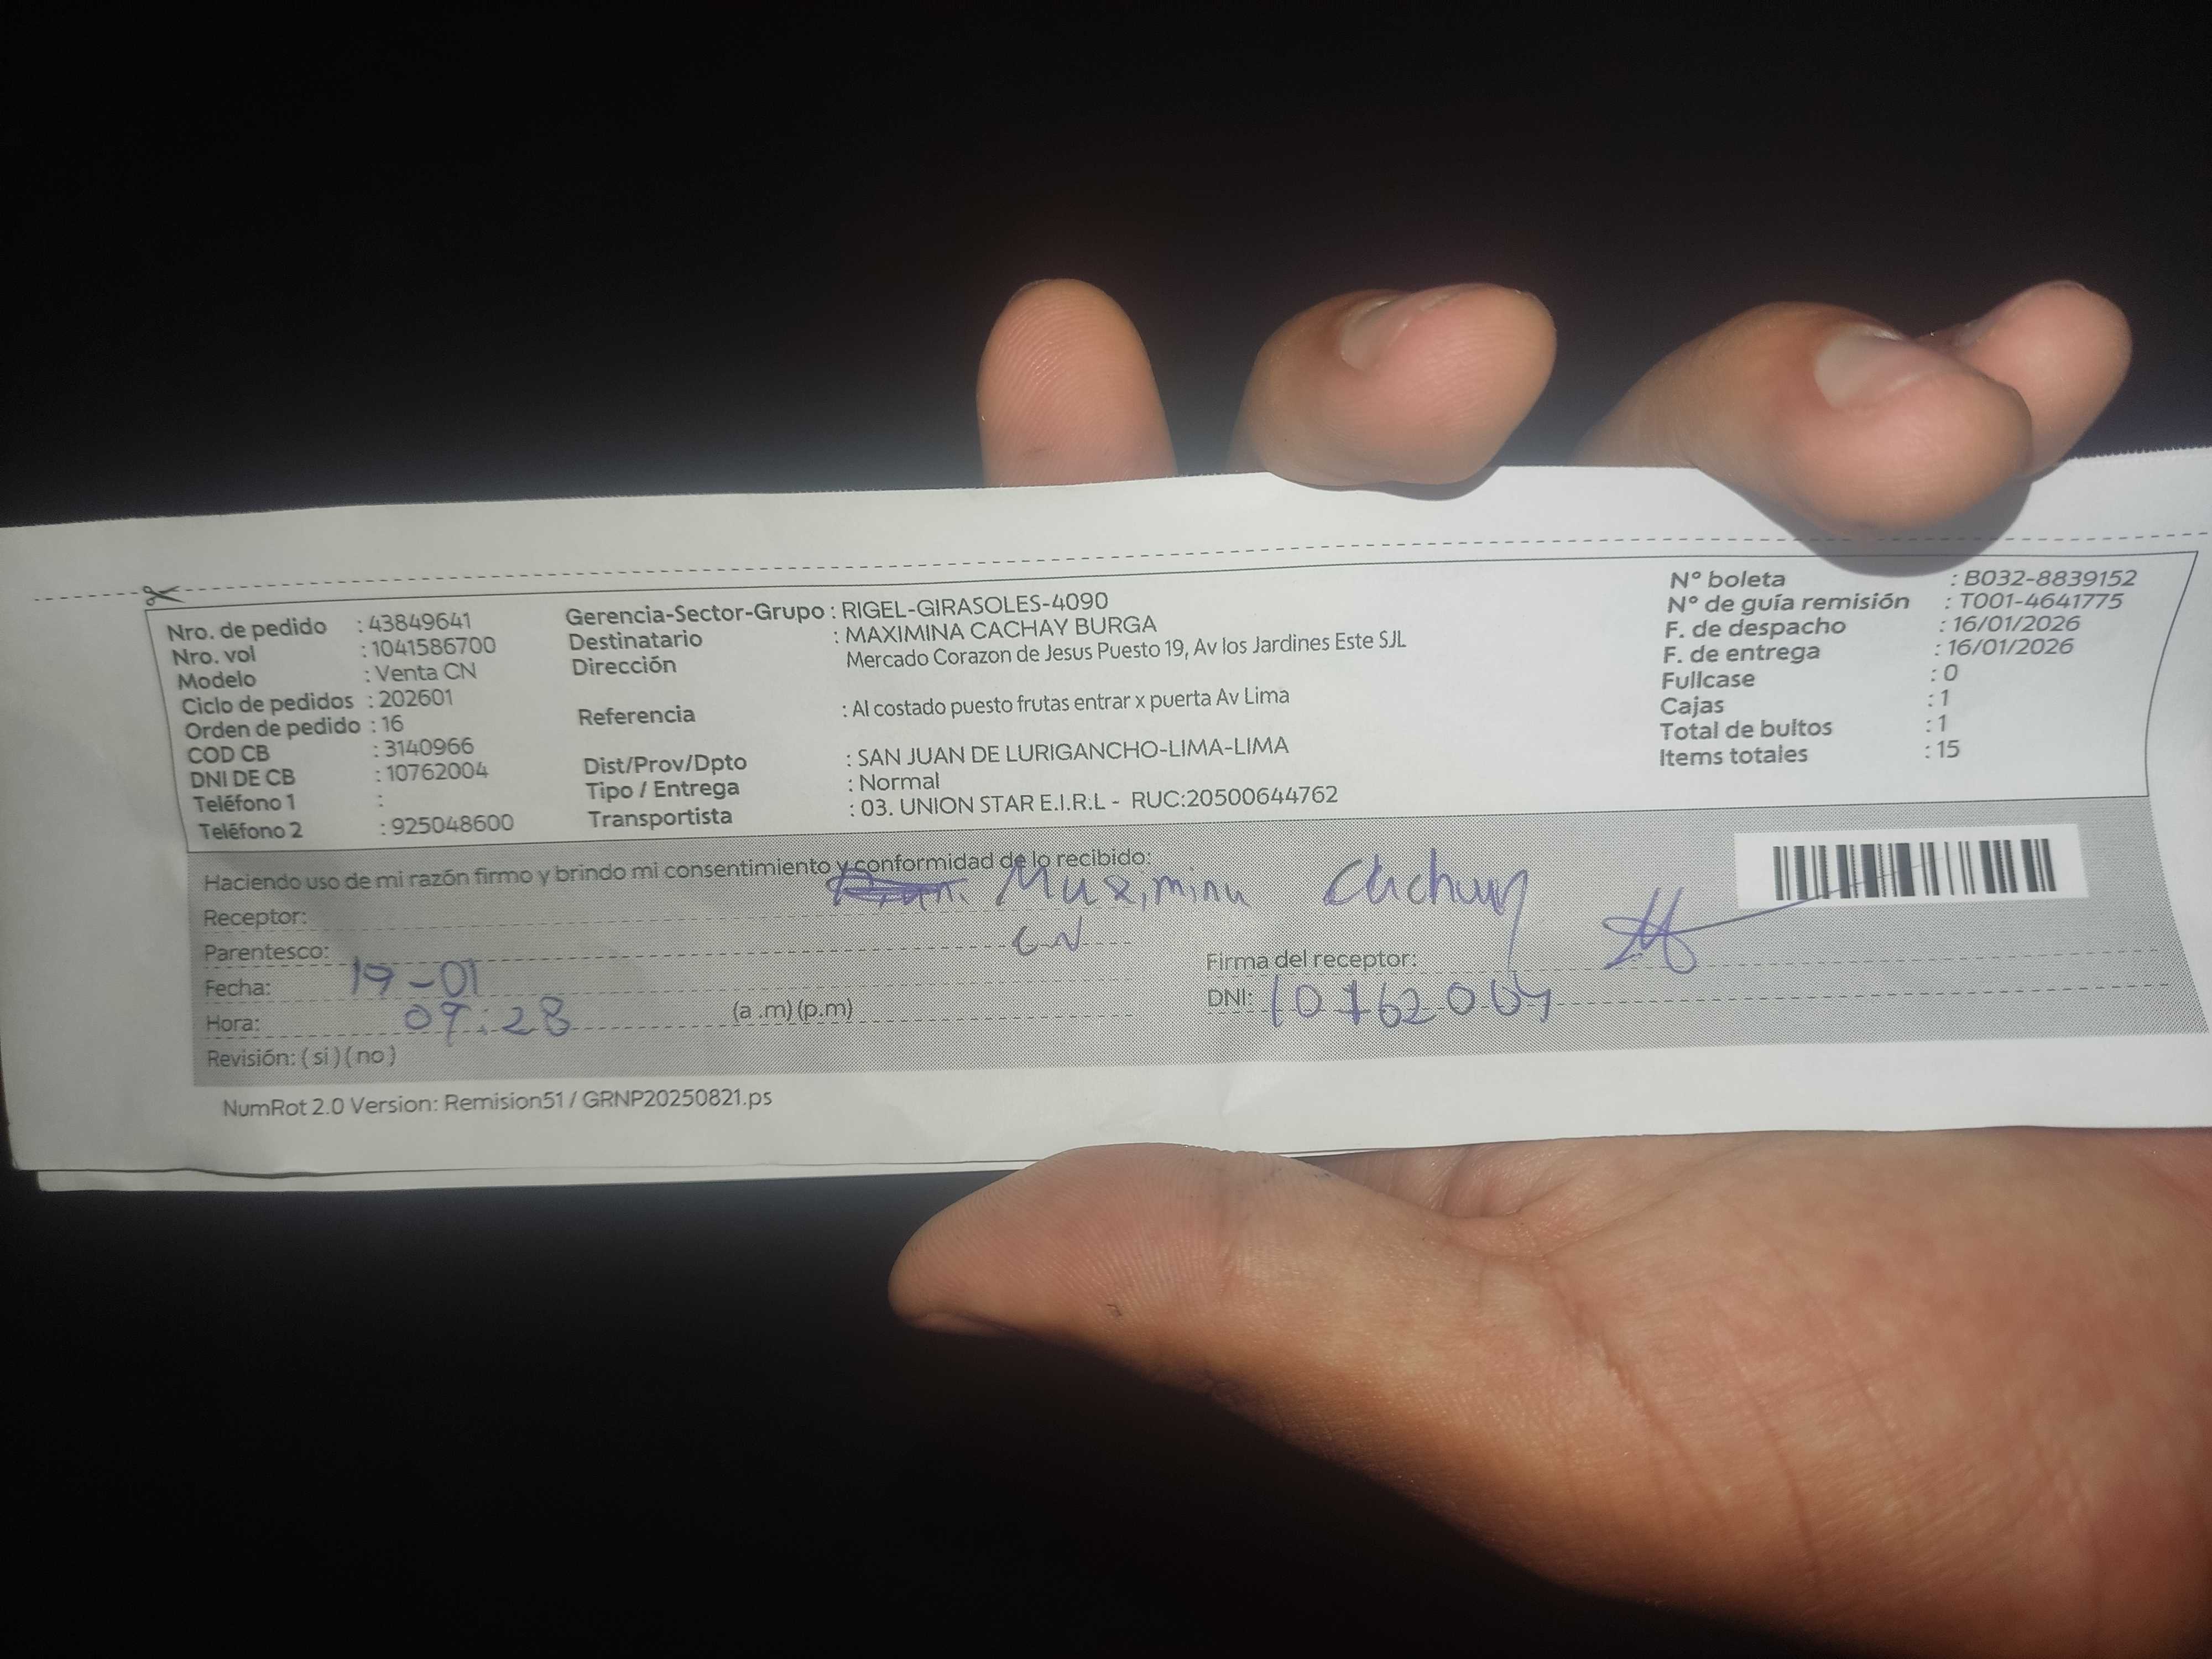 Nro. de pedido : 43849641
Nro. vol : 1041586700
Modelo : Venta CN
Ciclo de pedidos : 202601
Orden de pedido : 16
COD CB : 3140966
DNI DE CB : 10762004
Teléfono 1 :
Teléfono 2 : 925048600
Gerencia-Sector-Grupo : RIGEL-GIRASOLES-4090
Destinatario : MAXIMINA CACHAY BURGA
Dirección Mercado Corazon de Jesus Puesto 19, Av los Jardines Este SJL
Referencia : Al costado puesto frutas entrar x puerta Av Lima
Dist/Prov/Dpto : SAN JUAN DE LURIGANCHO-LIMA-LIMA
Tipo / Entrega : Normal
Transportista : 03. UNION STAR E.I.R.L - RUC:20500644762
N° boleta : B032-8839152
N° de guía remisión : T001-4641775
F. de despacho : 16/01/2026
F. de entrega : 16/01/2026
Fullcase : 0
Cajas : 1
Total de bultos : 1
Items totales : 15
Haciendo uso de mi razón firmo y brindo mi consentimiento y conformidad de lo recibido:
Receptor: Maximina Cachay
Parentesco: CN
Fecha: 19-01
Hora: 09:28 (a .m) (p.m)
Revisión: ( si ) ( no )
Firma del receptor:
DNI: 10762004
NumRot 2.0 Version: Remision51 / GRNP20250821.ps